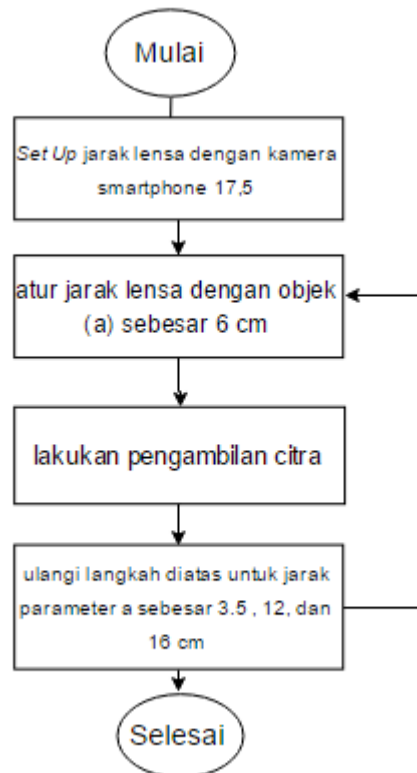 Mulai
Set Up jarak lensa dengan kamera
smartphone 17,5
atur jarak lensa dengan objek
(a) sebesar 6 cm
lakukan pengambilan citra
ulangi langkah diatas untuk jarak
parameter a sebesar 3.5 , 12, dan
16 cm
Selesai